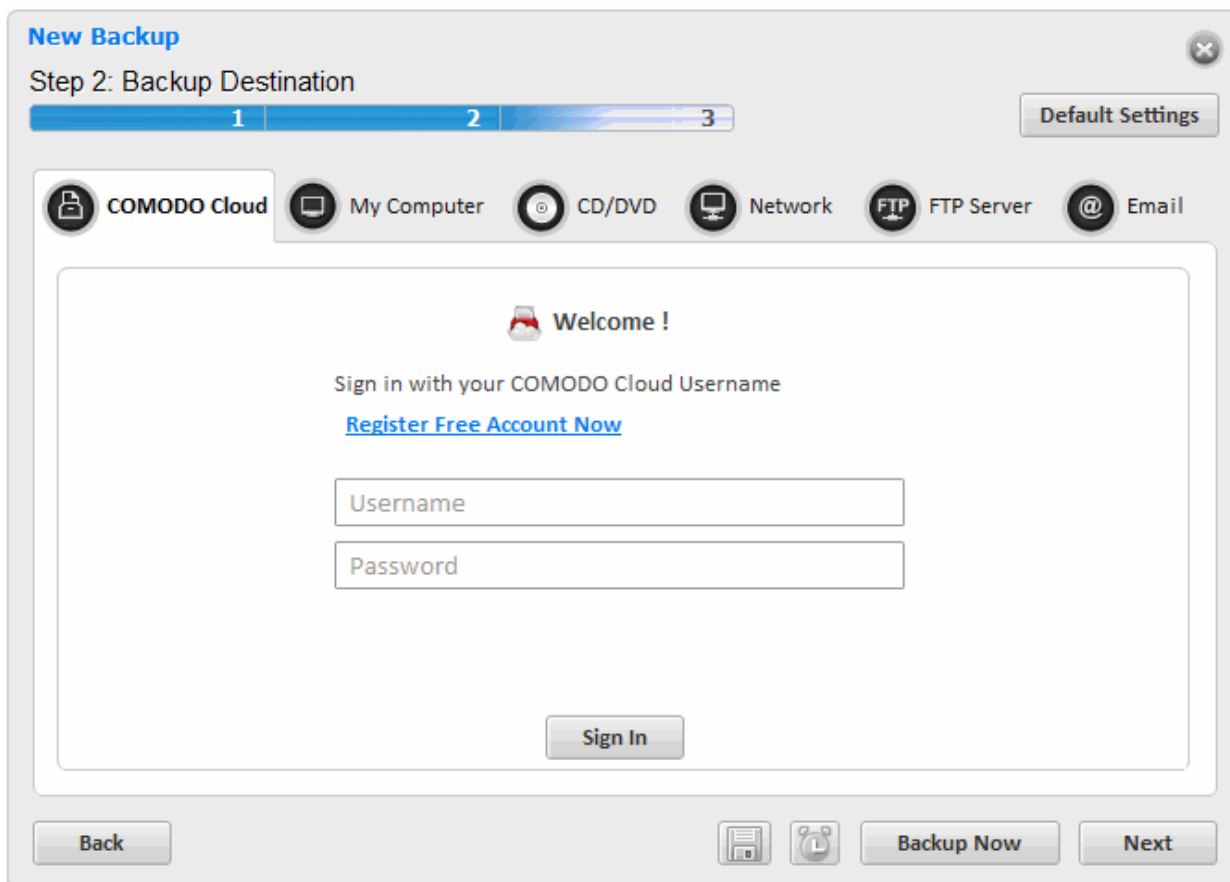 New Backup
Step 2: Backup Destination
1 2 3
Default Settings
COMODO Cloud My Computer CD/DVD Network FTP FTP Server @ Email
Welcome !
Sign in with your COMODO Cloud Username
Register Free Account Now
Username
Password
Sign In
Back Backup Now Next